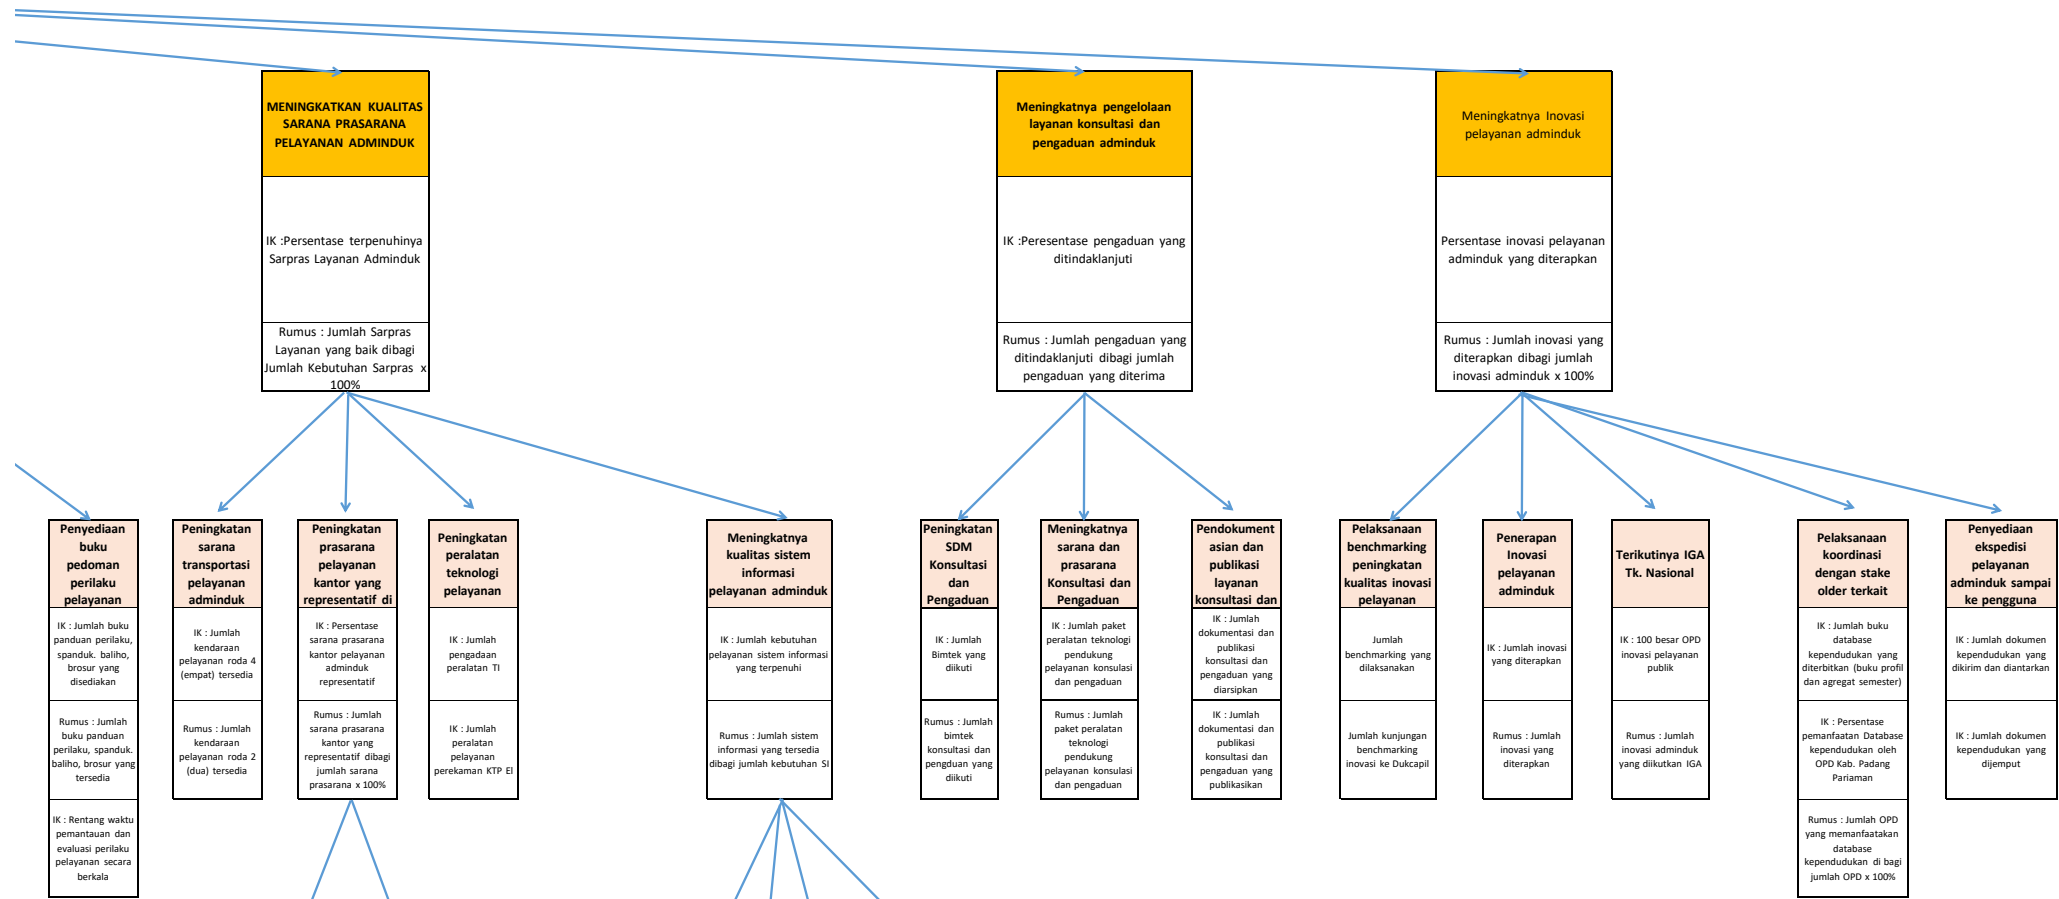 MENINGKATKAN KUALITAS
SARANA PRASARANA
PELAYANAN ADMINDUK
IK :Persentase terpenuhinya
Sarpras Layanan Adminduk
Rumus : Jumlah Sarpras
Layanan yang baik dibagi
Jumlah Kebutuhan Sarpras x
100%
Meningkatnya pengelolaan
layanan konsultasi dan
pengaduan adminduk
IK :Peresentase pengaduan yang
ditindaklanjuti
Rumus : Jumlah pengaduan yang
ditindaklanjuti dibagi jumlah
pengaduan yang diterima
Meningkatnya Inovasi
pelayanan adminduk
Persentase inovasi pelayanan
adminduk yang diterapkan
Rumus : Jumlah inovasi yang
diterapkan dibagi jumlah
inovasi adminduk x 100%
Penyediaan
buku
pedoman
perilaku
pelayanan
IK : Jumlah buku
panduan perilaku,
spanduk. baliho,
brosur yang
disediakan
Rumus : Jumlah
buku panduan
perilaku, spanduk.
baliho, brosur yang
tersedia
IK : Rentang waktu
pemantauan dan
evaluasi perilaku
pelayanan secara
berkala
Peningkatan
sarana
transportasi
pelayanan
adminduk
IK : Jumlah
kendaraan
pelayanan roda 4
(empat) tersedia
Rumus : Jumlah
kendaraan
pelayanan roda 2
(dua) tersedia
Peningkatan
prasarana
pelayanan
kantor yang
representatif di
IK : Persentase
sarana prasarana
kantor pelayanan
adminduk
representatif
Rumus : Jumlah
sarana prasarana
kantor yang
representatif dibagi
jumlah sarana
prasarana x 100%
Peningkatan
peralatan
teknologi
pelayanan
IK : Jumlah
pengadaan
peralatan TI
IK : Jumlah
peralatan
pelayanan
perekaman KTP El
Meningkatnya
kualitas sistem
informasi
pelayanan adminduk
IK : Jumlah kebutuhan
pelayanan sistem informasi
yang terpenuhi
Rumus : Jumlah sistem
informasi yang tersedia
dibagi jumlah kebutuhan SI
Peningkatan
SDM
Konsultasi
dan
Pengaduan
IK : Jumlah
Bimtek yang
diikuti
Rumus : Jumlah
bimtek
konsultasi dan
pengduan yang
diikuti
Meningkatnya
sarana dan
prasarana
Konsultasi dan
Pengaduan
IK : Jumlah paket
peralatan teknologi
pendukung
pelayanan konsulasi
dan pengaduan
Rumus : Jumlah
paket peralatan
teknologi
pendukung
pelayanan konsulasi
dan pengaduan
Pendokument
asian dan
publikasi
layanan
konsultasi dan
IK : Jumlah
dokumentasi dan
publikasi
konsultasi dan
pengaduan yang
diarsipkan
IK : Jumlah
dokumentasi dan
publikasi
konsultasi dan
pengaduan yang
publikasikan
Pelaksanaan
benchmarking
peningkatan
kualitas inovasi
pelayanan
Jumlah
benchmarking yang
dilaksanakan
Jumlah kunjungan
benchmarking
inovasi ke Dukcapil
Penerapan
Inovasi
pelayanan
adminduk
IK : Jumlah inovasi
yang diterapkan
Rumus : Jumlah
inovasi yang
diterapkan
Terikutinya IGA
Tk. Nasional
IK : 100 besar OPD
inovasi pelayanan
publik
Rumus : Jumlah
inovasi adminduk
yang diikutkan IGA
Pelaksanaan
koordinasi
dengan stake
older terkait
IK : Jumlah buku
database
kependudukan yang
diterbitkan (buku profil
dan agregat semester)
IK : Persentase
pemanfaatan Database
kependudukan oleh
OPD Kab. Padang
Pariaman
Rumus : Jumlah OPD
yang memanfaatakan
database
kependudukan di bagi
jumlah OPD x 100%
Penyediaan
ekspedisi
pelayanan
adminduk sampai
ke pengguna
IK : Jumlah dokumen
kependudukan yang
dikirim dan diantarkan
IK : Jumlah dokumen
kependudukan yang
dijemput